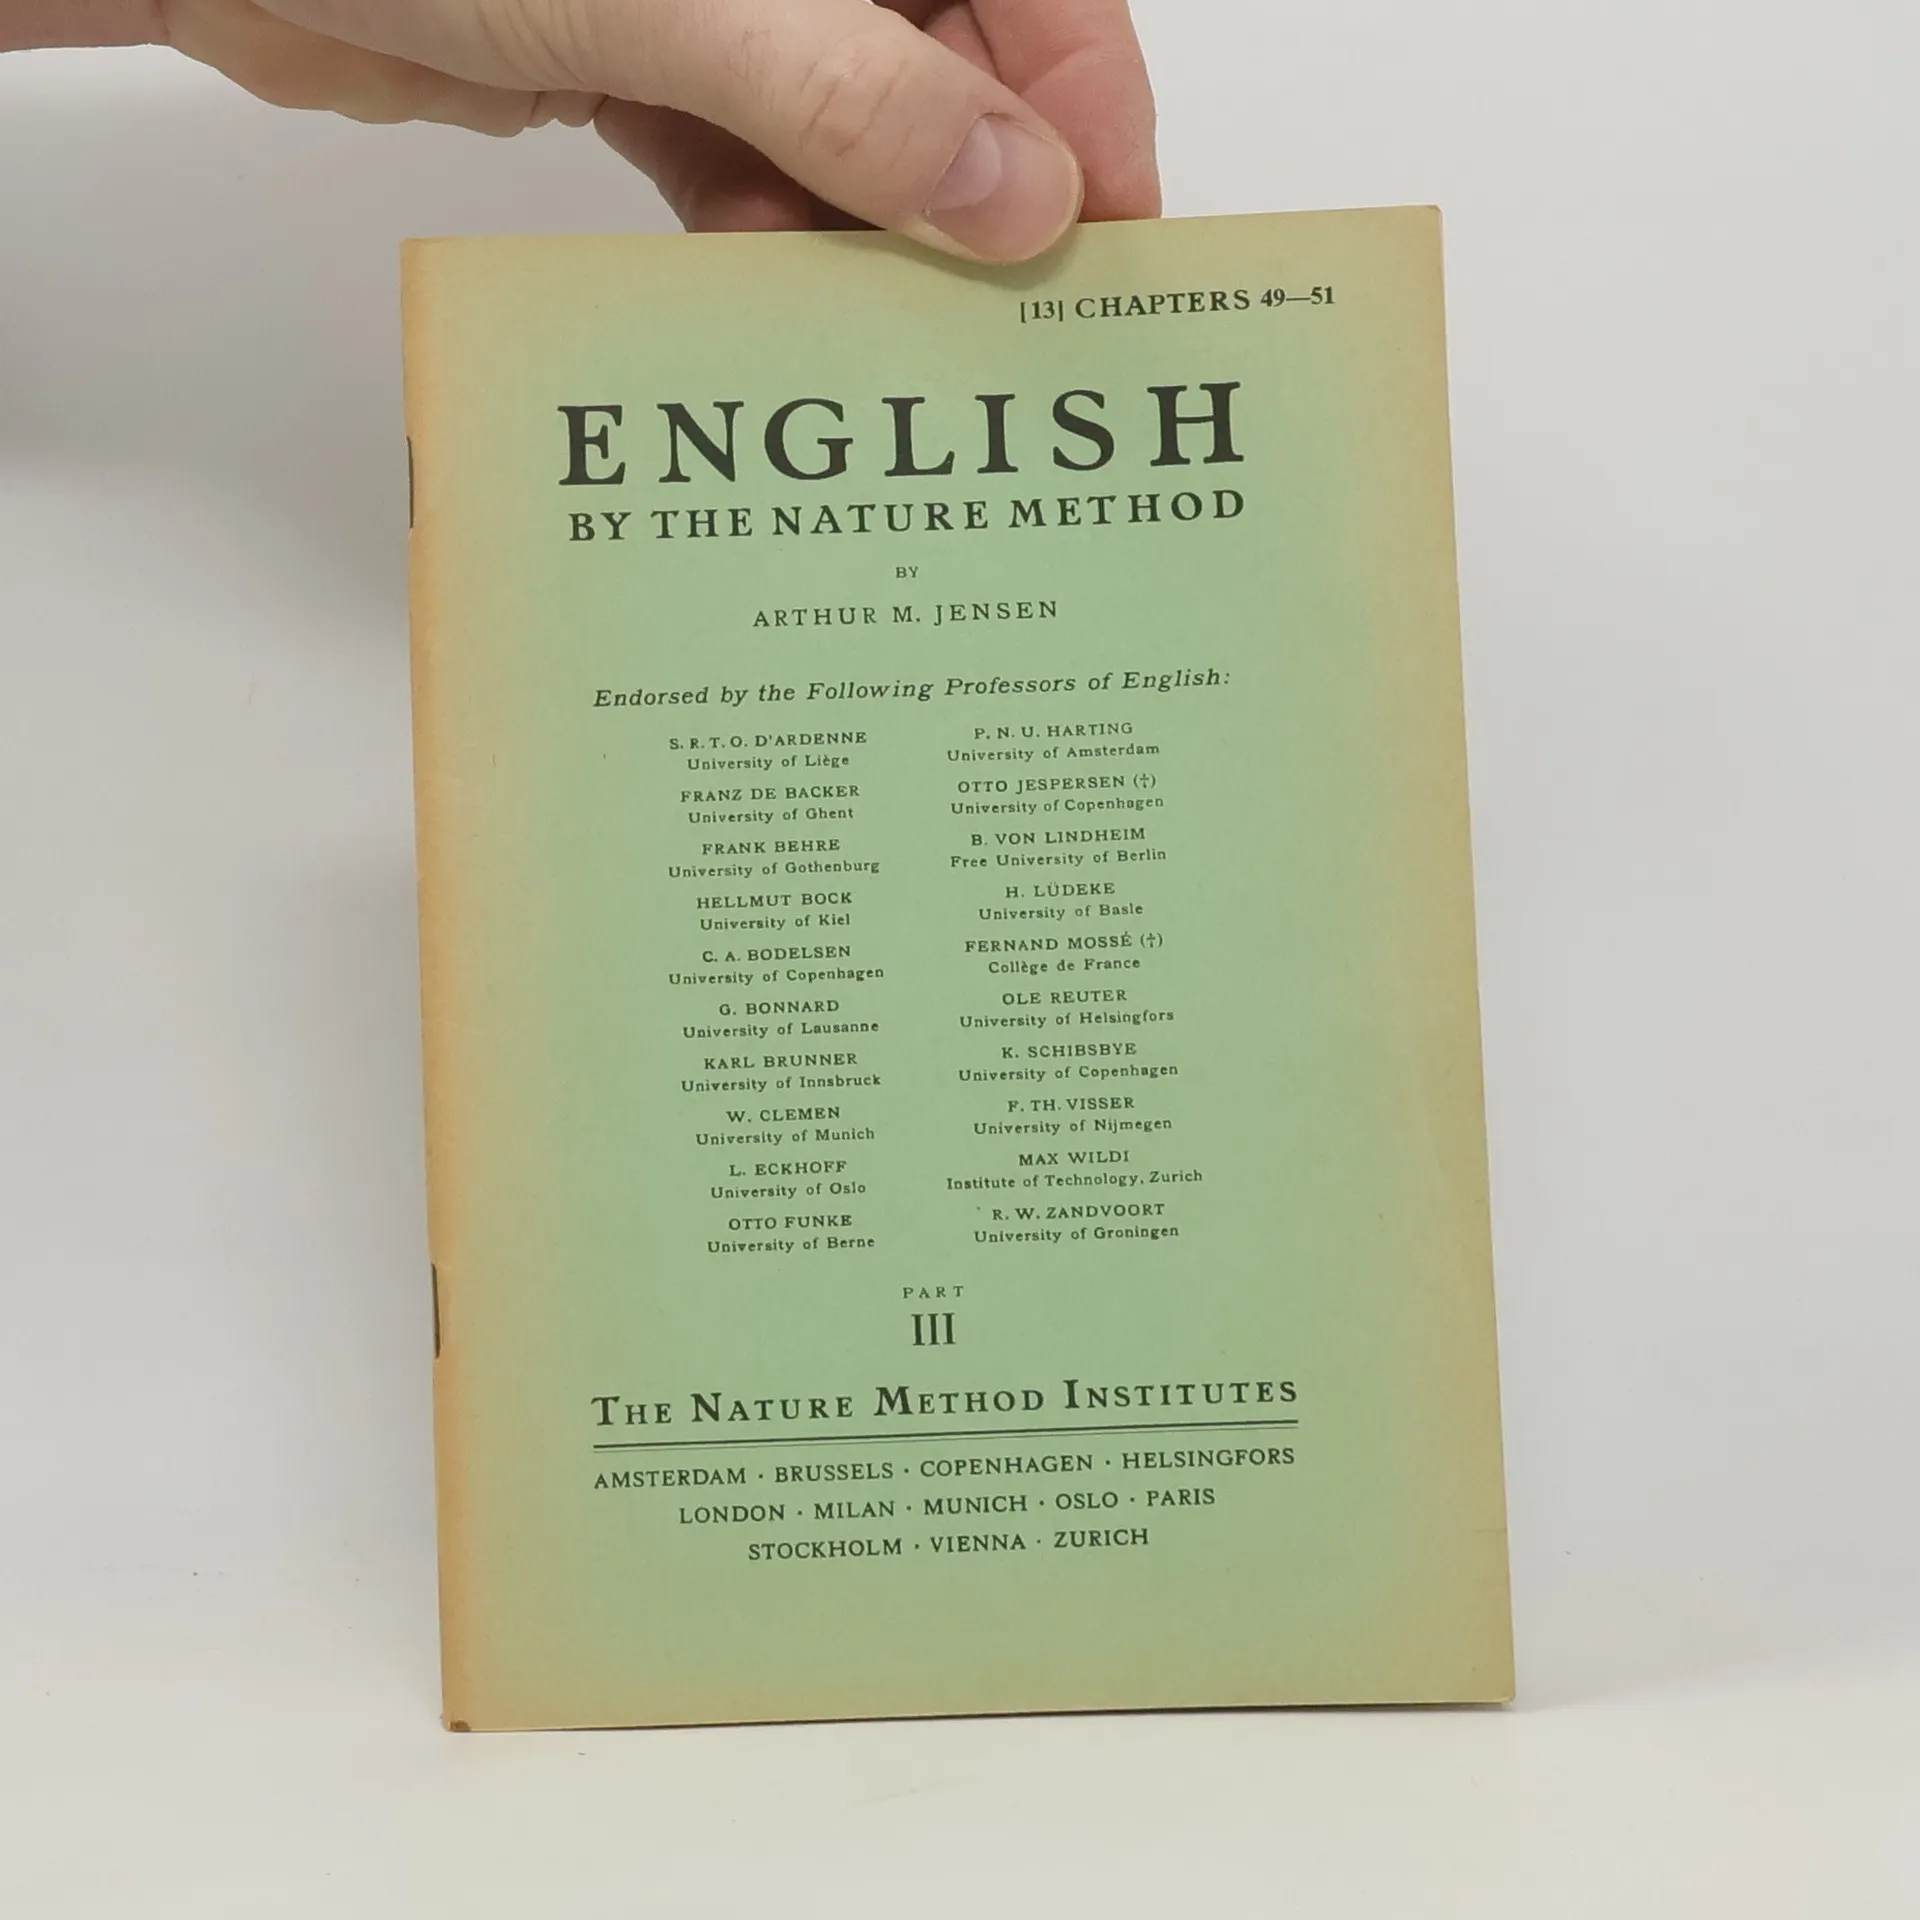 [13] CHAPTERS 49—51
ENGLISH
BY THE NATURE METHOD
BY
ARTHUR M. JENSEN
Endorsed by the Following Professors of English:
S. R. T. O. D'ARDENNE
University of Liège
FRANZ DE BACKER
University of Ghent
FRANK BEHRE
University of Gothenburg
HELLMUT BOCK
University of Kiel
C. A. BODELSEN
University of Copenhagen
G. BONNARD
University of Lausanne
KARL BRUNNER
University of Innsbruck
W. CLEMEN
University of Munich
L. ECKHOFF
University of Oslo
OTTO FUNKE
University of Berne
P. N. U. HARTING
University of Amsterdam
OTTO JESPERSEN (†)
University of Copenhagen
B. VON LINDHEIM
Free University of Berlin
H. LÜDEKE
University of Basle
FERNAND MOSSÉ (†)
Collège de France
OLE REUTER
University of Helsingfors
K. SCHIBSBYE
University of Copenhagen
F. TH. VISSER
University of Nijmegen
MAX WILDI
Institute of Technology, Zurich
R. W. ZANDVOORT
University of Groningen
PART
III
THE NATURE METHOD INSTITUTES
AMSTERDAM · BRUSSELS · COPENHAGEN · HELSINGFORS
LONDON · MILAN · MUNICH · OSLO · PARIS
STOCKHOLM · VIENNA · ZURICH